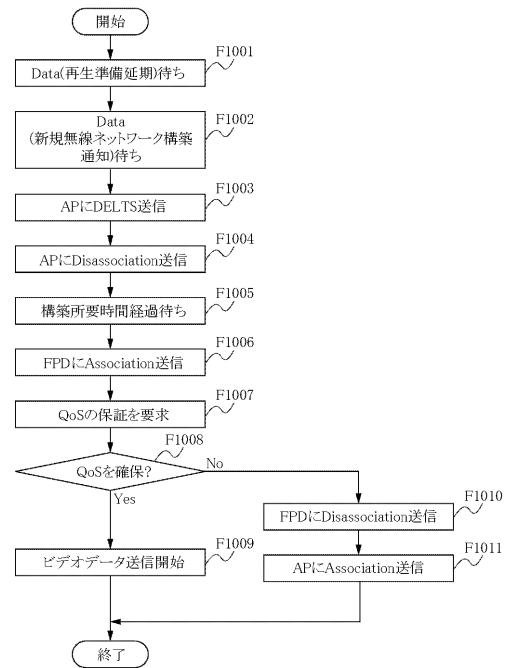 開始
F1001
Data(再生準備延期)待ち
F1002
Data
(新規無線ネットワーク構築
通知)待ち
F1003
APにDELTS送信
F1004
APにDisassociation送信
F1005
構築所要時間経過待ち
F1006
FPDにAssociation送信
F1007
QoSの保証を要求
F1008
QoSを確保?
No
Yes
F1010
FPDにDisassociation送信
F1009
ビデオデータ送信開始
F1011
APにAssociation送信
終了